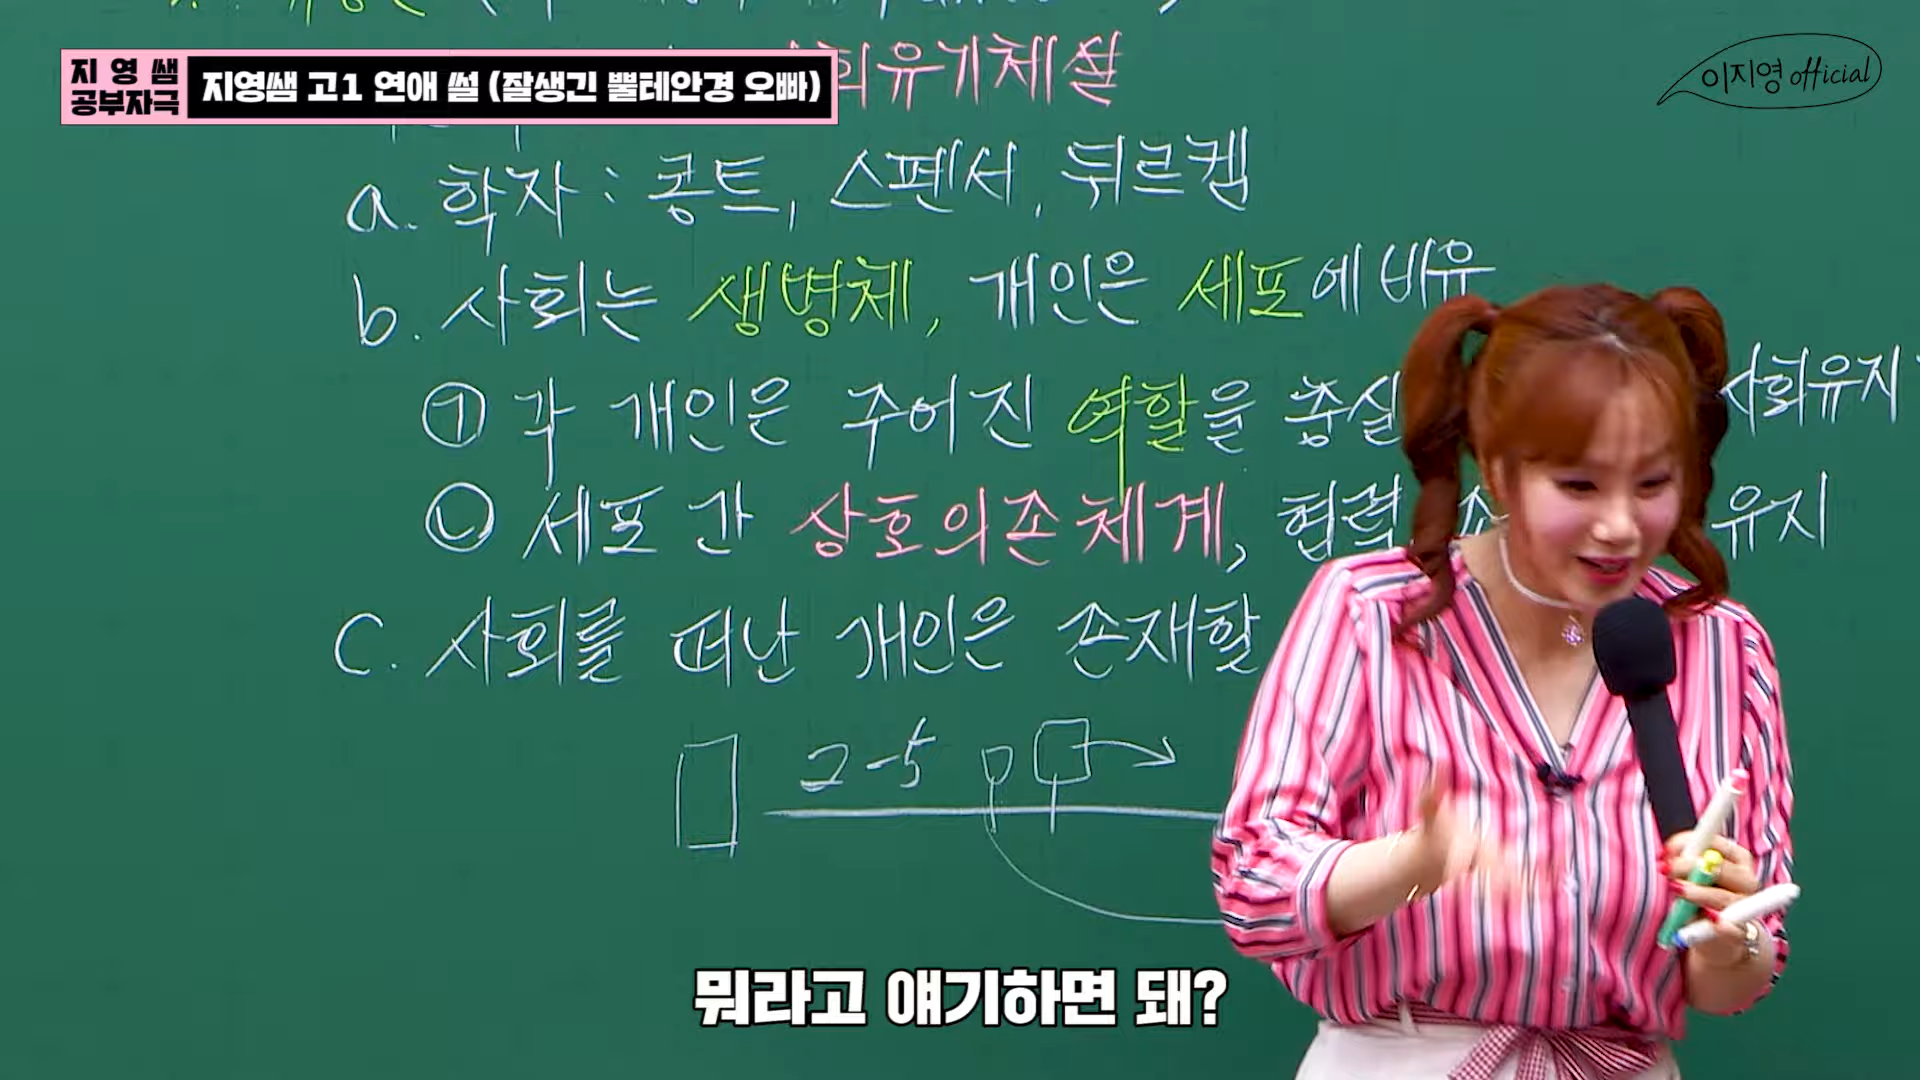 지영쌤
공부자극
지영쌤 고1 연애 썰 (잘생긴 뿔테안경 오빠)
이지영 official
회유기체설
a. 학자 : 콩트, 스펜서, 뒤르켐
b. 사회는 생명체, 개인은 세포에 비유
㉠ 각 개인은 주어진 역할을 충실 사회유지
㉡ 세포 간 상호의존체계, 협력 유지
c. 사회를 떠난 개인은 존재할
2-5
뭐라고 얘기하면 돼?